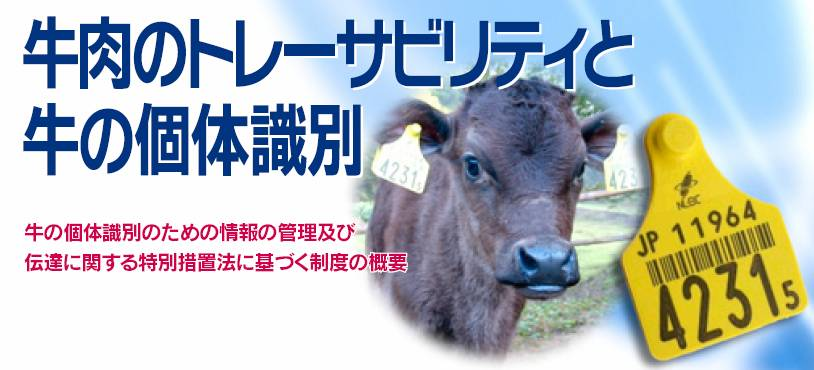 牛肉のトレーサビリティと
牛の個体識別
牛の個体識別のための情報の管理及び
伝達に関する特別措置法に基づく制度の概要
4231
423
NLBC
JP 11964
4231 5